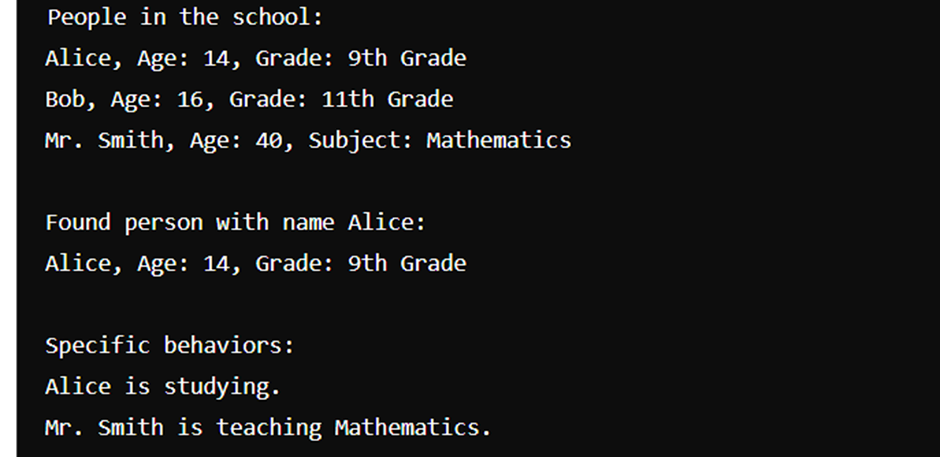 People in the school:
Alice, Age: 14, Grade: 9th Grade
Bob, Age: 16, Grade: 11th Grade
Mr. Smith, Age: 40, Subject: Mathematics
Found person with name Alice:
Alice, Age: 14, Grade: 9th Grade
Specific behaviors:
Alice is studying.
Mr. Smith is teaching Mathematics.